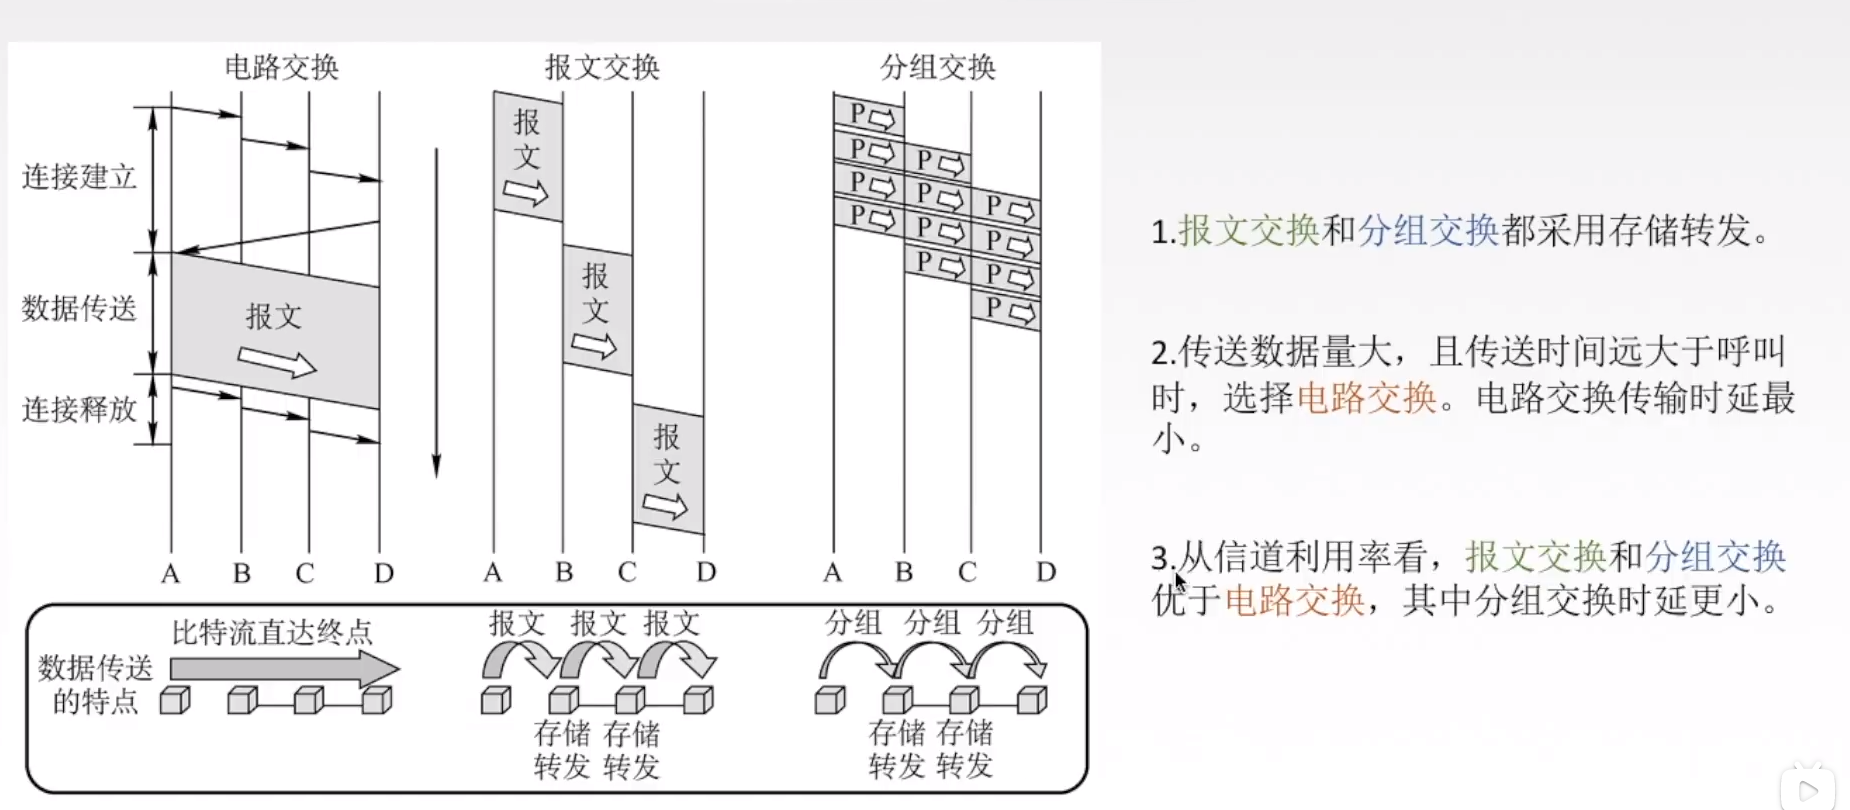 电路交换
报文交换
分组交换
连接建立
数据传送
连接释放
报文
A B C D
报
文
报
文
报
文
A B C D
P
P P
P P P
P P P
P P
P
A B C D
数据传送
的特点
比特流直达终点
报文 报文 报文
存储 存储
转发 转发
分组 分组 分组
存储 存储
转发 转发
1.报文交换和分组交换都采用存储转发。
2.传送数据量大，且传送时间远大于呼叫
时，选择电路交换。电路交换传输时延最
小。
3.从信道利用率看，报文交换和分组交换
优于电路交换，其中分组交换时延更小。